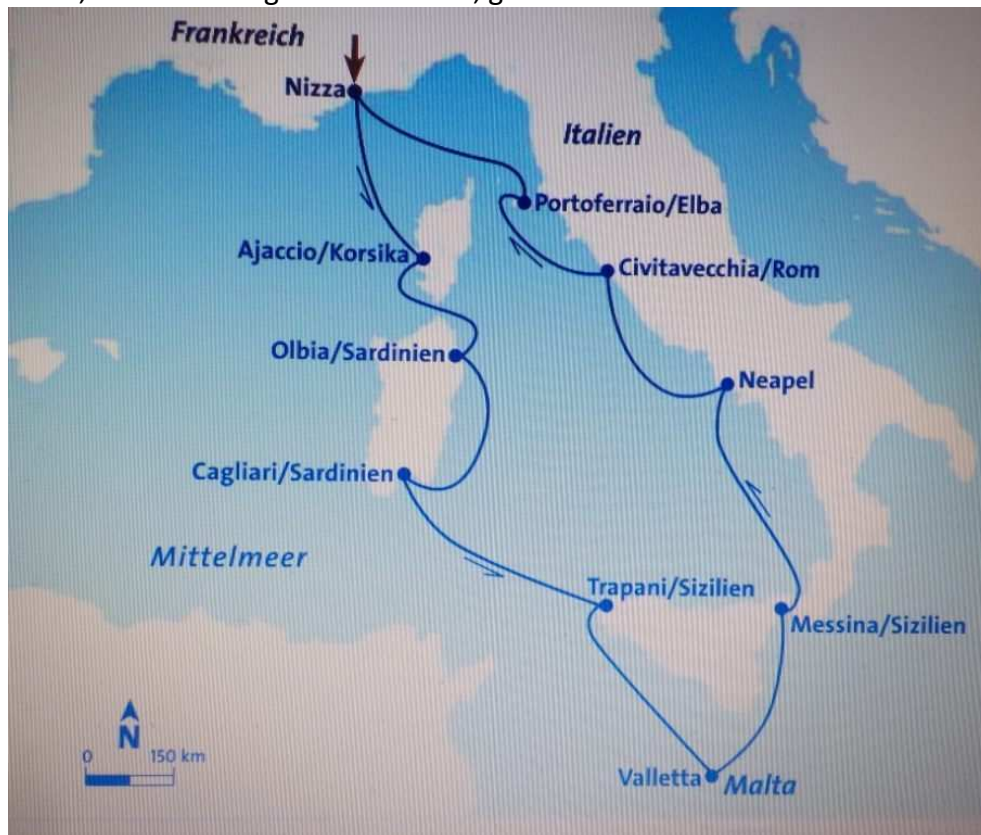 Frankreich
Nizza
Italien
Portoferraio/Elba
Ajaccio/Korsika
Civitavecchia/Rom
Olbia/Sardinien
Neapel
Cagliari/Sardinien
Mittelmeer
Trapani/Sizilien
Messina/Sizilien
N
0 150 km
Valletta
Malta